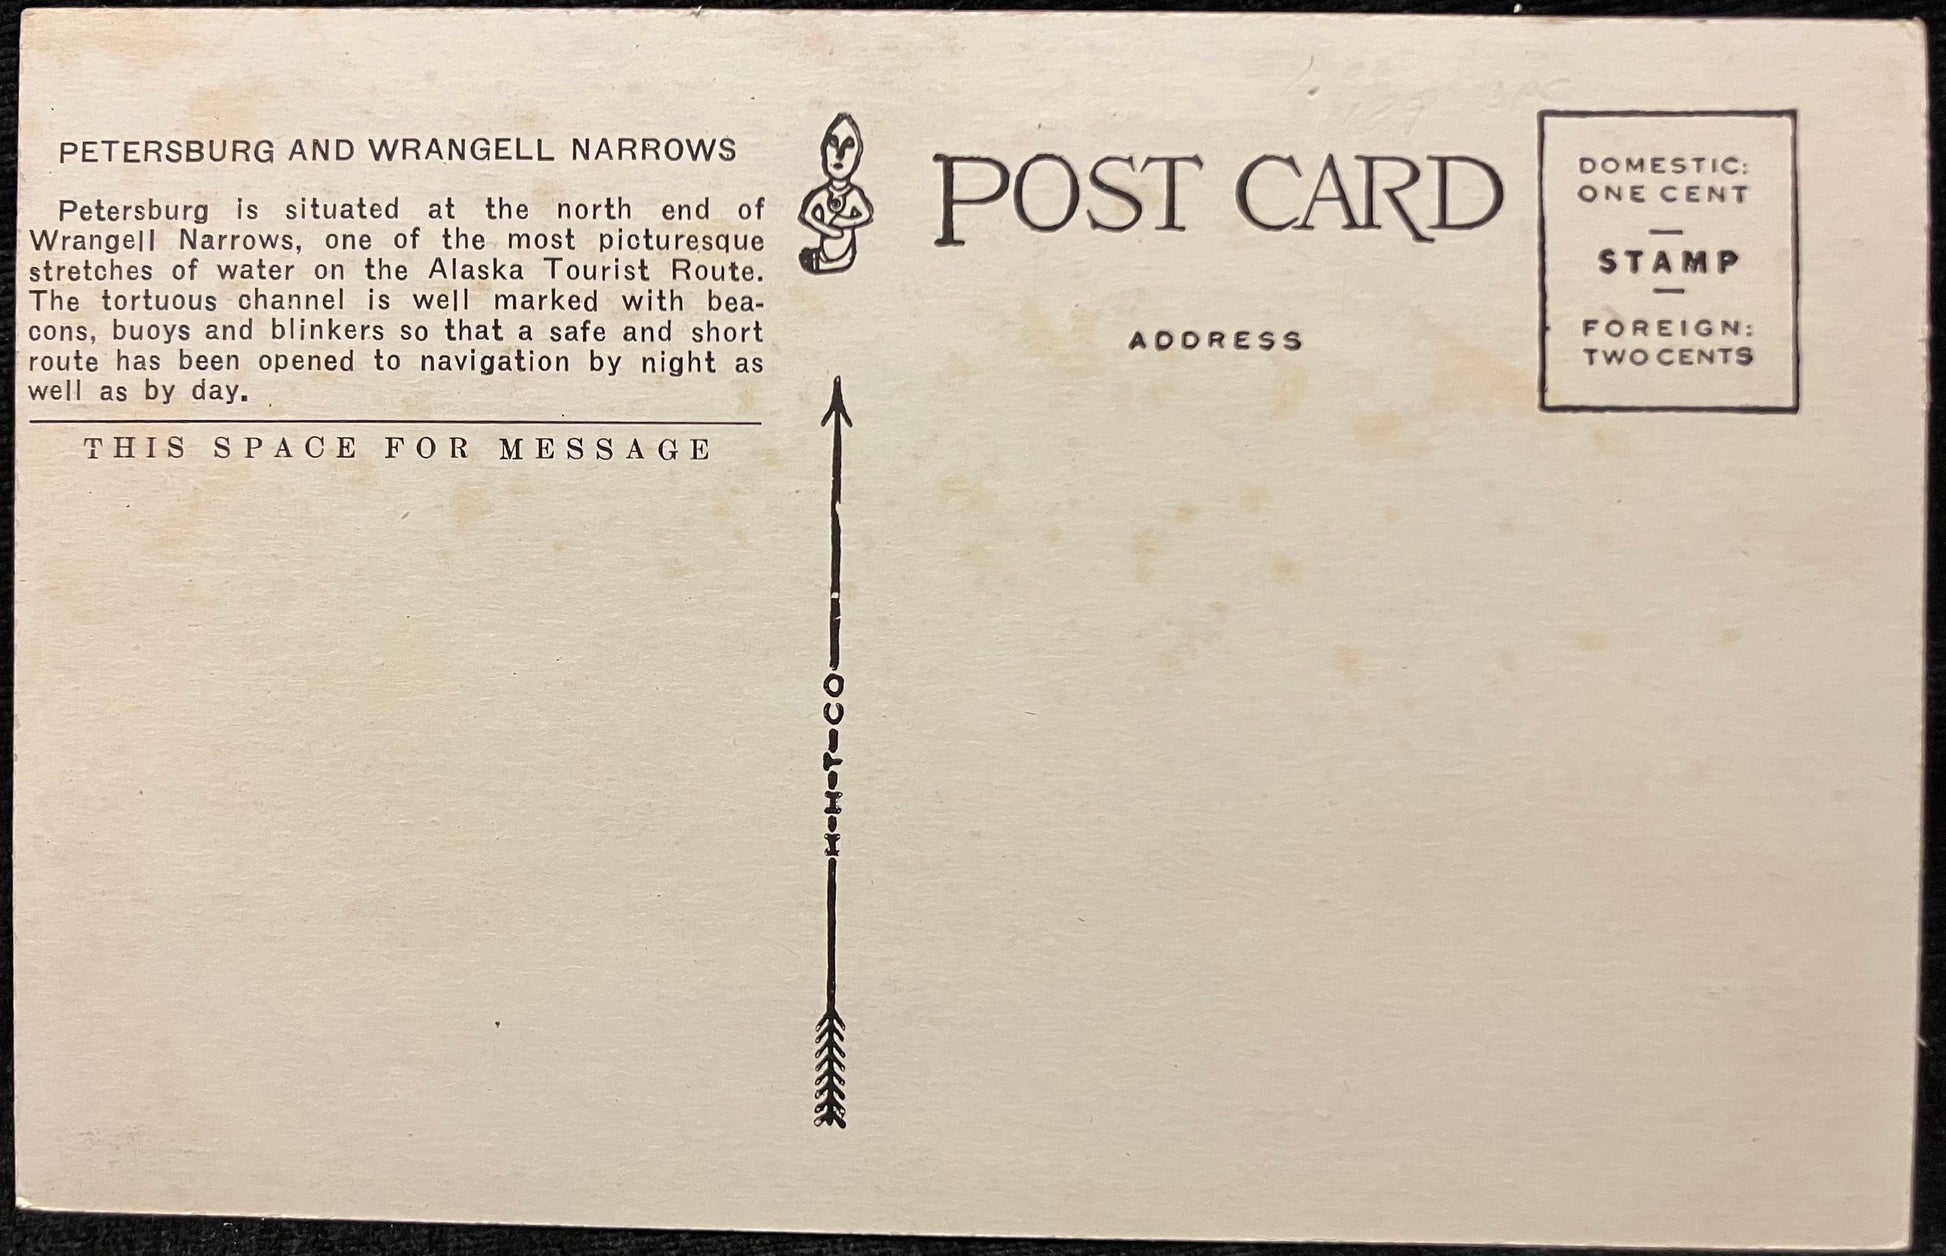 PETERSBURG AND WRANGELL NARROWS
Petersburg is situated at the north end of
Wrangell Narrows, one of the most picturesque
stretches of water on the Alaska Tourist Route.
The tortuous channel is well marked with bea-
cons, buoys and blinkers so that a safe and short
route has been opened to navigation by night as
well as by day.
THIS SPACE FOR MESSAGE
H-H-T-CO
POST CARD
ADDRESS
DOMESTIC:
ONE CENT
STAMP
FOREIGN:
TWO CENTS